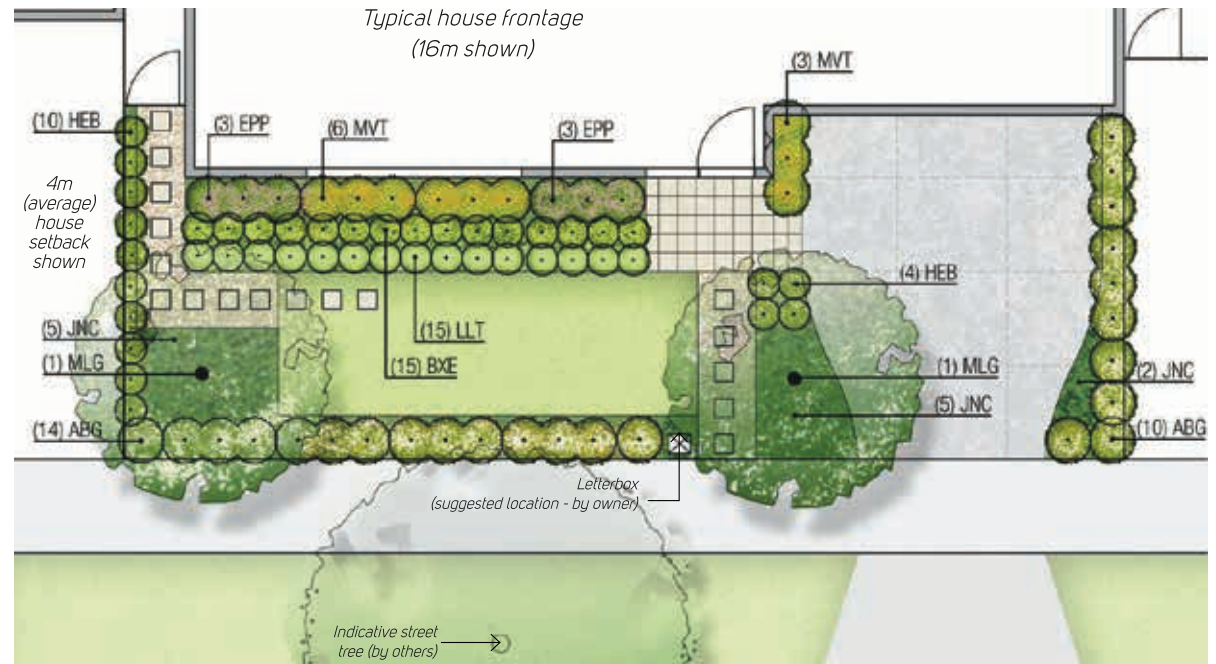 Typical house frontage
(16m shown)
(3) MVT
(10) HEB
(3) EPP
(6) MVT
(3) EPP
4m
(average)
house
setback
shown
(4) HEB
(5) JNC
(15) LLT
(1) MLG
(15) BXE
(1) MLG
(2) JNC
(5) JNC
(14) ABG
(10) ABG
Letterbox
(suggested location - by owner)
Indicative street
tree (by others)